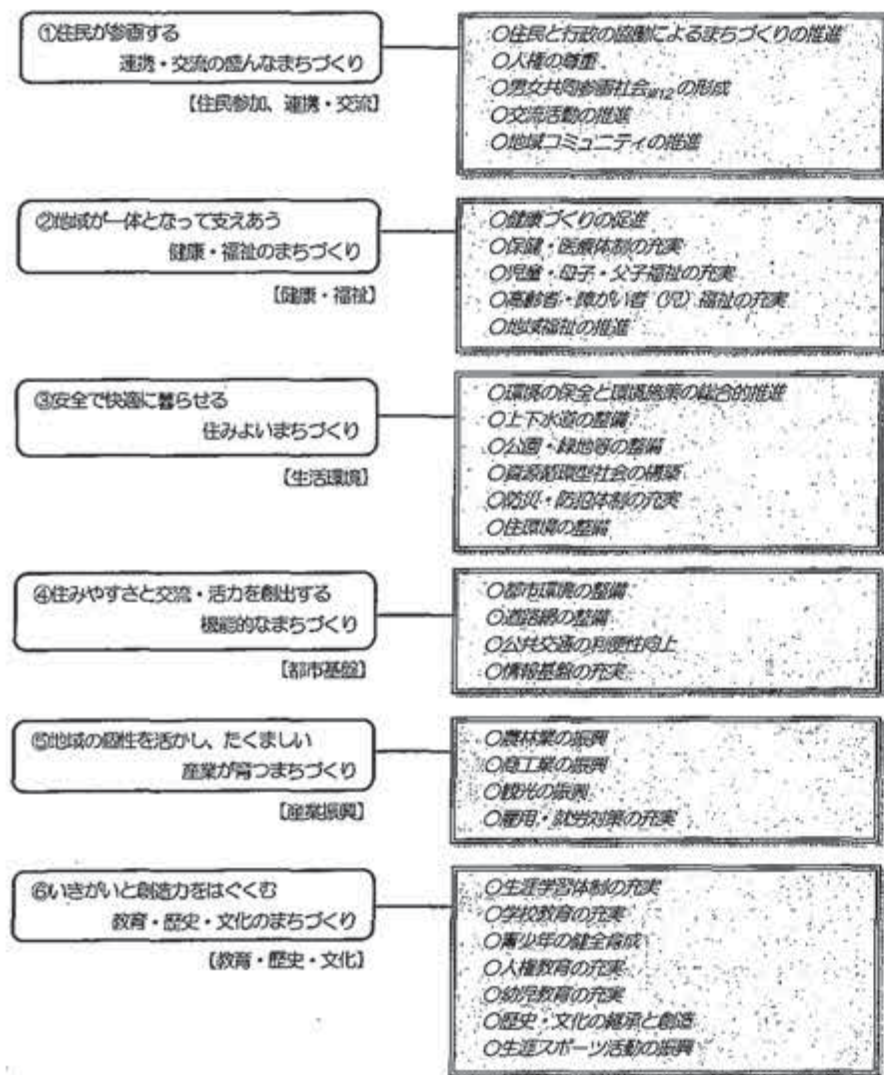 ①住民が参画する
連携・交流の盛んなまちづくり
【住民参加、連携・交流】
○住民と行政の協働によるまちづくりの推進
○人権の尊重
○男女共同参画社会※12の形成
○交流活動の推進
○地域コミュニティの推進
②地域が一体となって支えあう
健康・福祉のまちづくり
【健康・福祉】
○健康づくりの促進
○保健・医療体制の充実
○児童・母子・父子福祉の充実
○高齢者・障がい者（児）福祉の充実
○地域福祉の推進
③安全で快適に暮らせる
住みよいまちづくり
【生活環境】
○環境の保全と環境施策の総合的推進
○上下水道の整備
○公園・緑地等の整備
○資源循環型社会の構築
○防災・防犯体制の充実
○住環境の整備
④住みやすさと交流・活力を創出する
機能的なまちづくり
【都市基盤】
○都市環境の整備
○道路網の整備
○公共交通の利便性向上
○情報基盤の充実
⑤地域の個性を活かし、たくましい
産業が育つまちづくり
【産業振興】
○農林業の振興
○商工業の振興
○観光の振興
○雇用・就労対策の充実
⑥いきがいと創造力をはぐくむ
教育・歴史・文化のまちづくり
【教育・歴史・文化】
○生涯学習体制の充実
○学校教育の充実
○青少年の健全育成
○人権教育の充実
○幼児教育の充実
○歴史・文化の継承と創造
○生涯スポーツ活動の振興